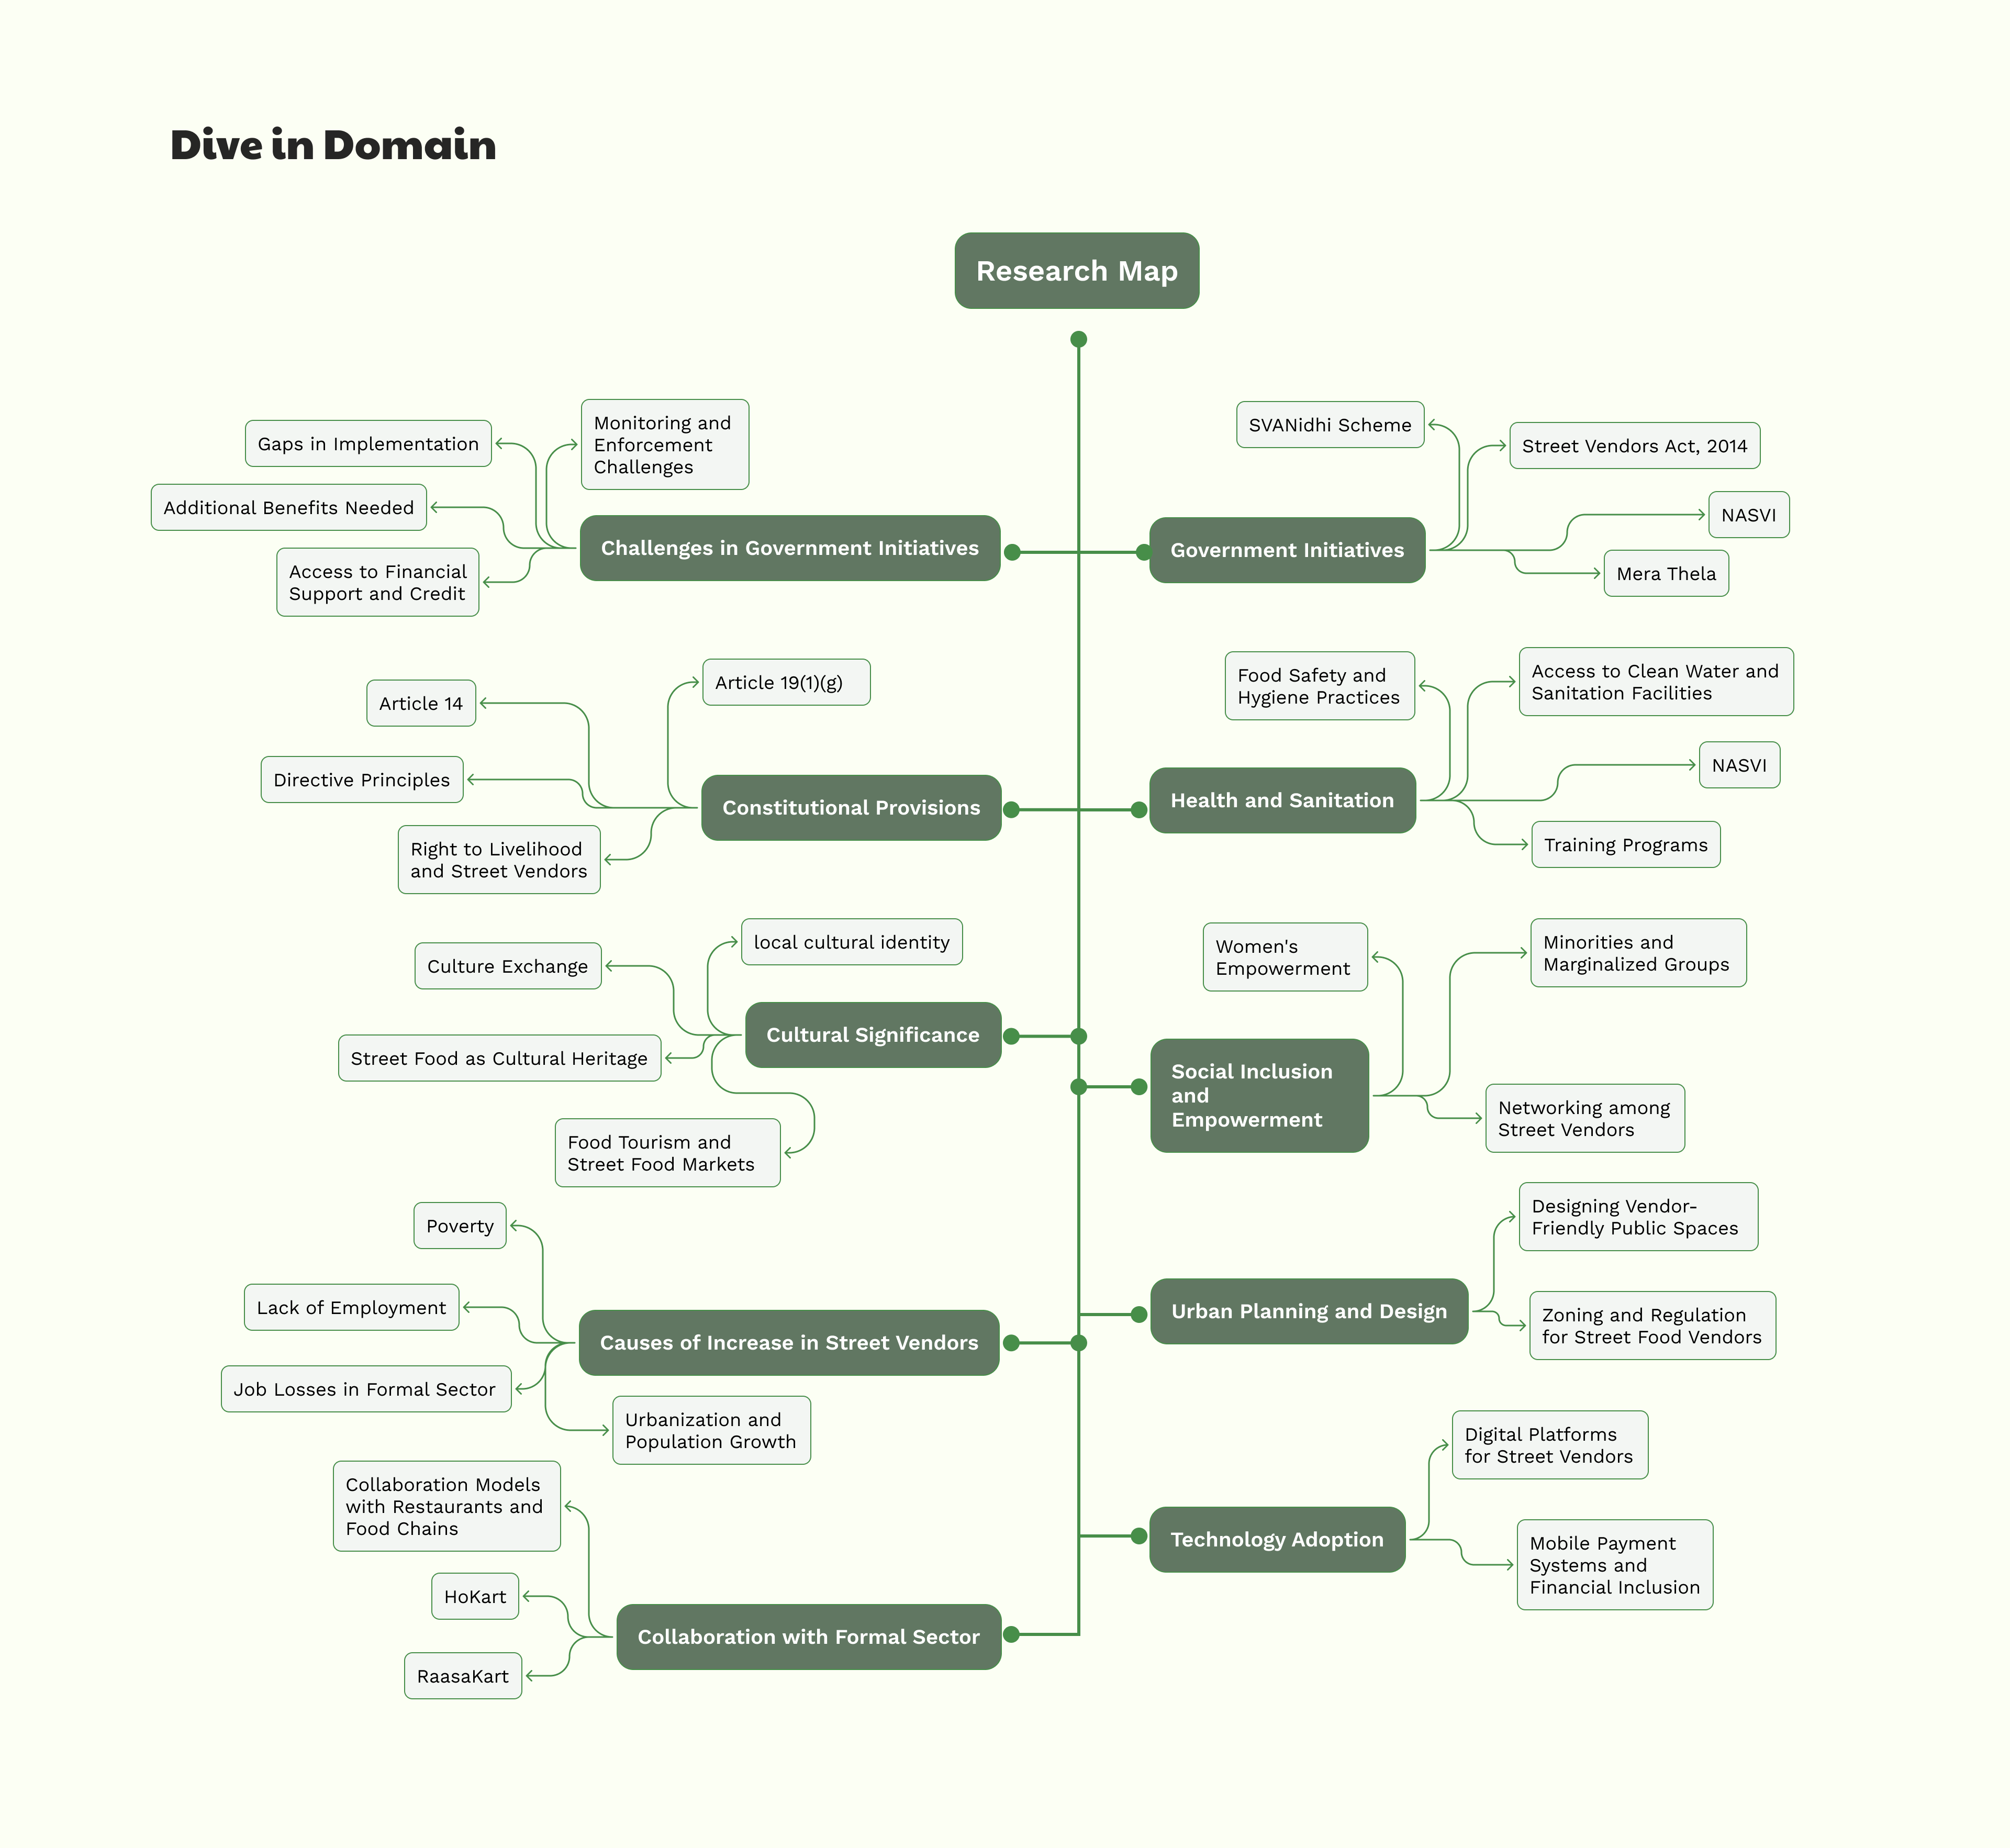 Dive in Domain
Research Map
Challenges in Government Initiatives
Gaps in Implementation
Monitoring and
Enforcement
Challenges
Additional Benefits Needed
Access to Financial
Support and Credit
Government Initiatives
SVANidhi Scheme
Street Vendors Act, 2014
NASVI
Mera Thela
Constitutional Provisions
Article 14
Article 19(1)(g)
Directive Principles
Right to Livelihood
and Street Vendors
Health and Sanitation
Food Safety and
Hygiene Practices
Access to Clean Water and
Sanitation Facilities
NASVI
Training Programs
Cultural Significance
Culture Exchange
local cultural identity
Street Food as Cultural Heritage
Food Tourism and
Street Food Markets
Social Inclusion
and
Empowerment
Women's
Empowerment
Minorities and
Marginalized Groups
Networking among
Street Vendors
Causes of Increase in Street Vendors
Poverty
Lack of Employment
Job Losses in Formal Sector
Urbanization and
Population Growth
Urban Planning and Design
Designing Vendor-
Friendly Public Spaces
Zoning and Regulation
for Street Food Vendors
Collaboration with Formal Sector
Collaboration Models
with Restaurants and
Food Chains
HoKart
RaasaKart
Technology Adoption
Digital Platforms
for Street Vendors
Mobile Payment
Systems and
Financial Inclusion